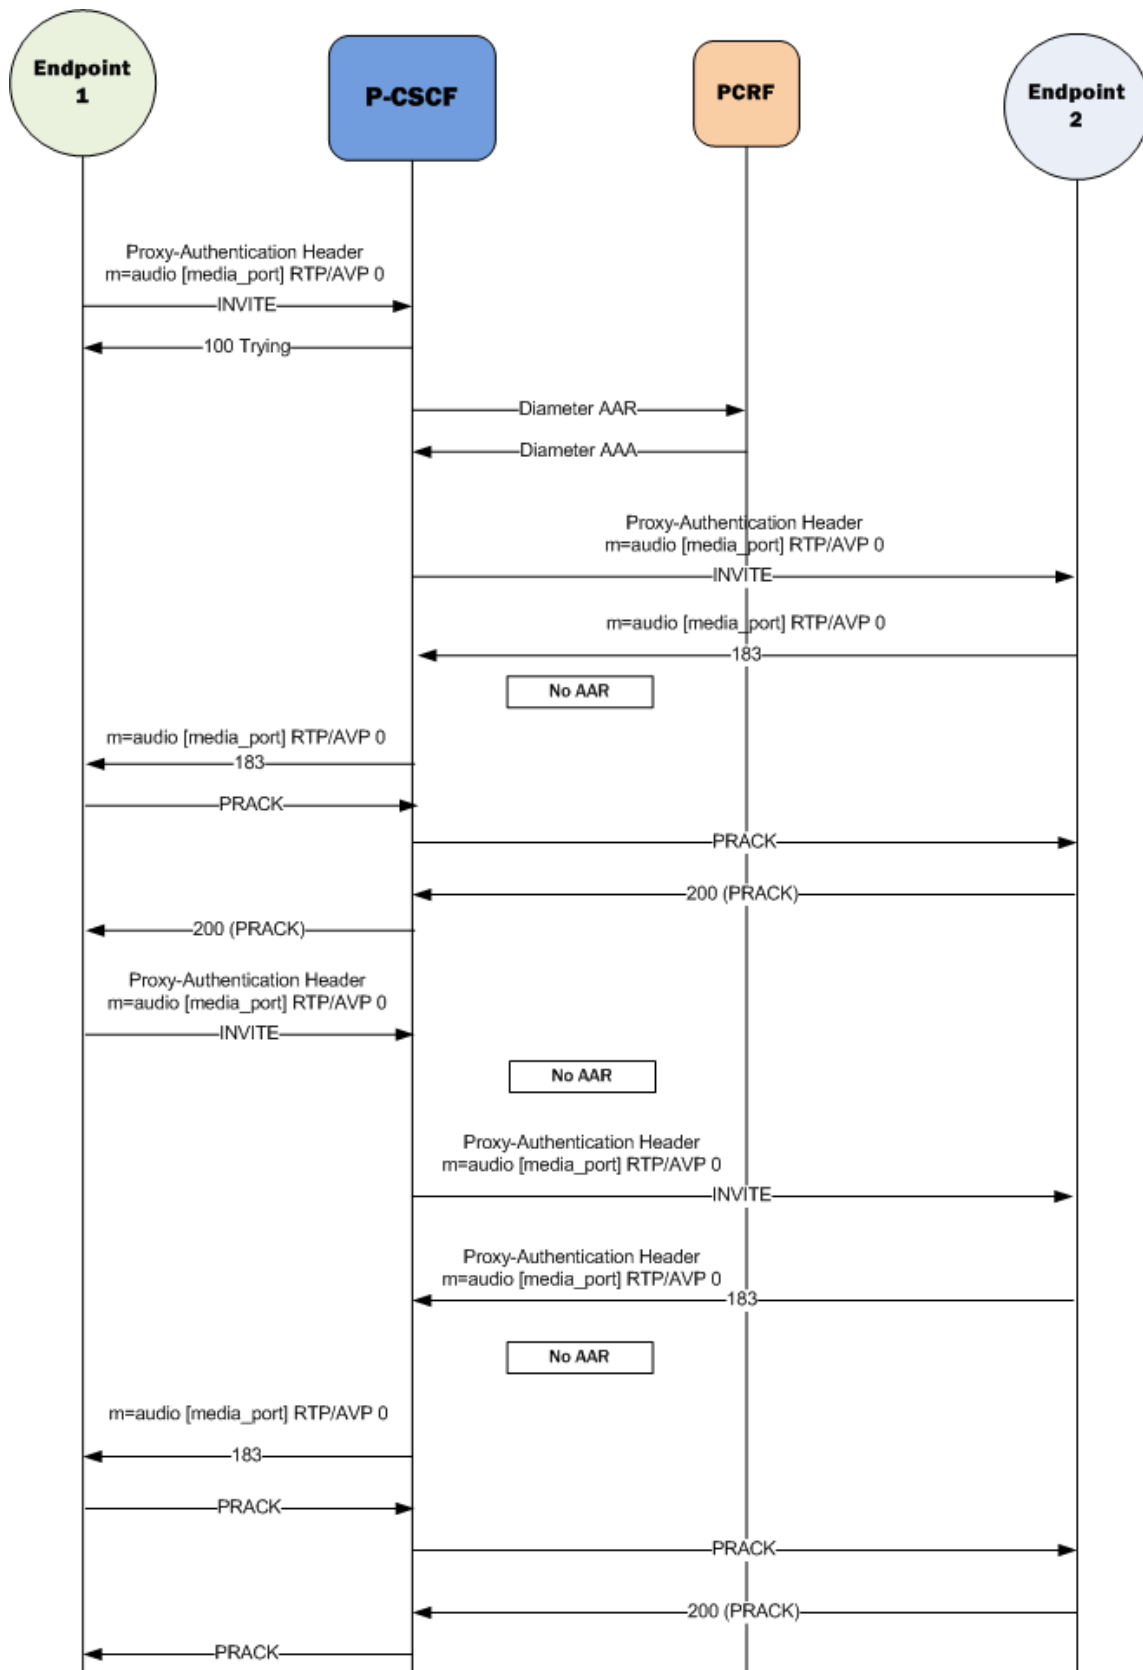 Endpoint
1
P-CSCF
PCRF
Endpoint
2
Proxy-Authentication Header
m=audio [media_port] RTP/AVP 0
INVITE
100 Trying
Diameter AAR
Diameter AAA
Proxy-Authentication Header
m=audio [media_port] RTP/AVP 0
INVITE
m=audio [media_port] RTP/AVP 0
183
No AAR
m=audio [media_port] RTP/AVP 0
183
PRACK
PRACK
200 (PRACK)
200 (PRACK)
Proxy-Authentication Header
m=audio [media_port] RTP/AVP 0
INVITE
No AAR
Proxy-Authentication Header
m=audio [media_port] RTP/AVP 0
INVITE
Proxy-Authentication Header
m=audio [media_port] RTP/AVP 0
183
No AAR
m=audio [media_port] RTP/AVP 0
183
PRACK
PRACK
200 (PRACK)
PRACK